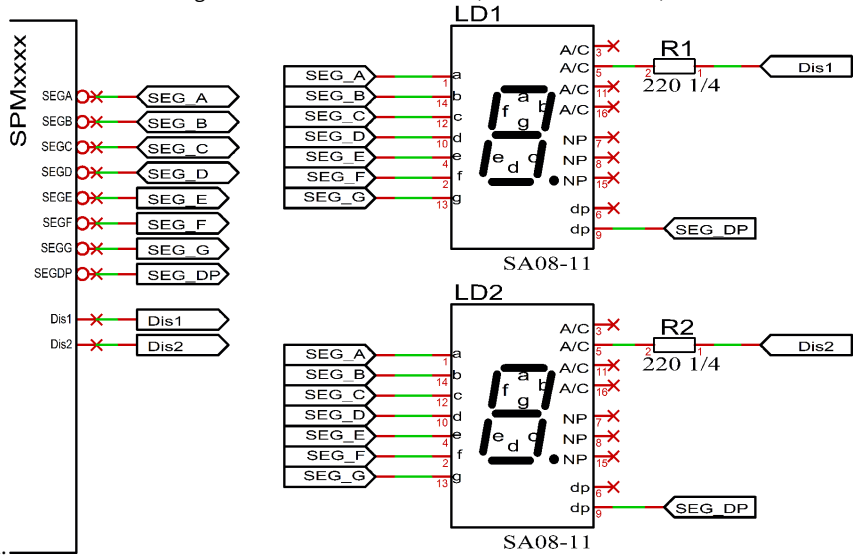 SPMxxxx
SEGA SEG_A
SEGB SEG_B
SEGC SEG_C
SEGD SEG_D
SEGE SEG_E
SEGF SEG_F
SEGG SEG_G
SEGDP SEG_DP
Dis1 Dis1
Dis2 Dis2
LD1
SEG_A 1 a
SEG_B 14 b
SEG_C 12 c
SEG_D 10 d
SEG_E 4 e
SEG_F 2 f
SEG_G 13 g
a
f b
g
e d c
A/C 3
A/C 5
A/C 11
A/C 16
NP 7
NP 8
NP 15
dp 6
dp 9 SEG_DP
R1
2 1
220 1/4
Dis1
SA08-11
LD2
SEG_A 1 a
SEG_B 14 b
SEG_C 12 c
SEG_D 10 d
SEG_E 4 e
SEG_F 2 f
SEG_G 13 g
a
f b
g
e d c
A/C 3
A/C 5
A/C 11
A/C 16
NP 7
NP 8
NP 15
dp 6
dp 9 SEG_DP
R2
2 1
220 1/4
Dis2
SA08-11